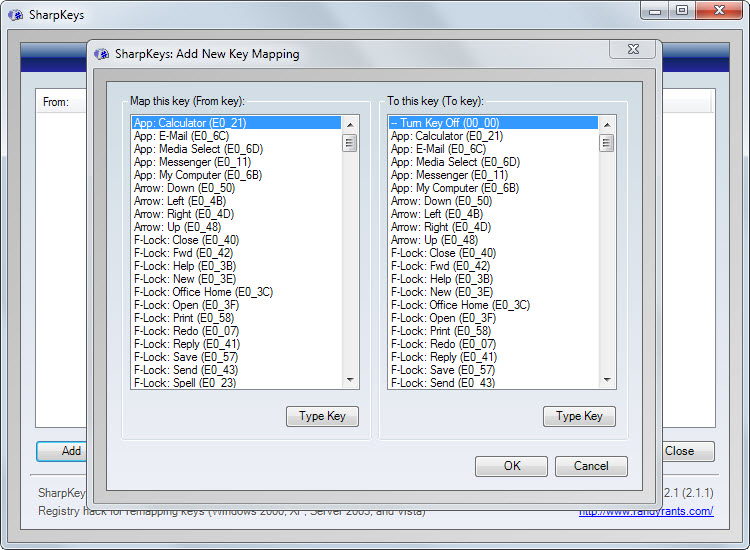 SharpKeys
SharpKeys: Add New Key Mapping
From:
Map this key (From key):
App: Calculator (E0_21)
App: E-Mail (E0_6C)
App: Media Select (E0_6D)
App: Messenger (E0_11)
App: My Computer (E0_6B)
Arrow: Down (E0_50)
Arrow: Left (E0_4B)
Arrow: Right (E0_4D)
Arrow: Up (E0_48)
F-Lock: Close (E0_40)
F-Lock: Fwd (E0_42)
F-Lock: Help (E0_3B)
F-Lock: New (E0_3E)
F-Lock: Office Home (E0_3C)
F-Lock: Open (E0_3F)
F-Lock: Print (E0_58)
F-Lock: Redo (E0_07)
F-Lock: Reply (E0_41)
F-Lock: Save (E0_57)
F-Lock: Send (E0_43)
F-Lock: Spell (E0_23)
Type Key
To this key (To key):
-- Turn Key Off (00_00)
App: Calculator (E0_21)
App: E-Mail (E0_6C)
App: Media Select (E0_6D)
App: Messenger (E0_11)
App: My Computer (E0_6B)
Arrow: Down (E0_50)
Arrow: Left (E0_4B)
Arrow: Right (E0_4D)
Arrow: Up (E0_48)
F-Lock: Close (E0_40)
F-Lock: Fwd (E0_42)
F-Lock: Help (E0_3B)
F-Lock: New (E0_3E)
F-Lock: Office Home (E0_3C)
F-Lock: Open (E0_3F)
F-Lock: Print (E0_58)
F-Lock: Redo (E0_07)
F-Lock: Reply (E0_41)
F-Lock: Save (E0_57)
F-Lock: Send (E0_43)
Type Key
OK Cancel
Add Close
SharpKeys 2.1 (2.1.1)
Registry hack for remapping keys (Windows 2000, XP, Server 2003, and Vista) http://www.randyrants.com/